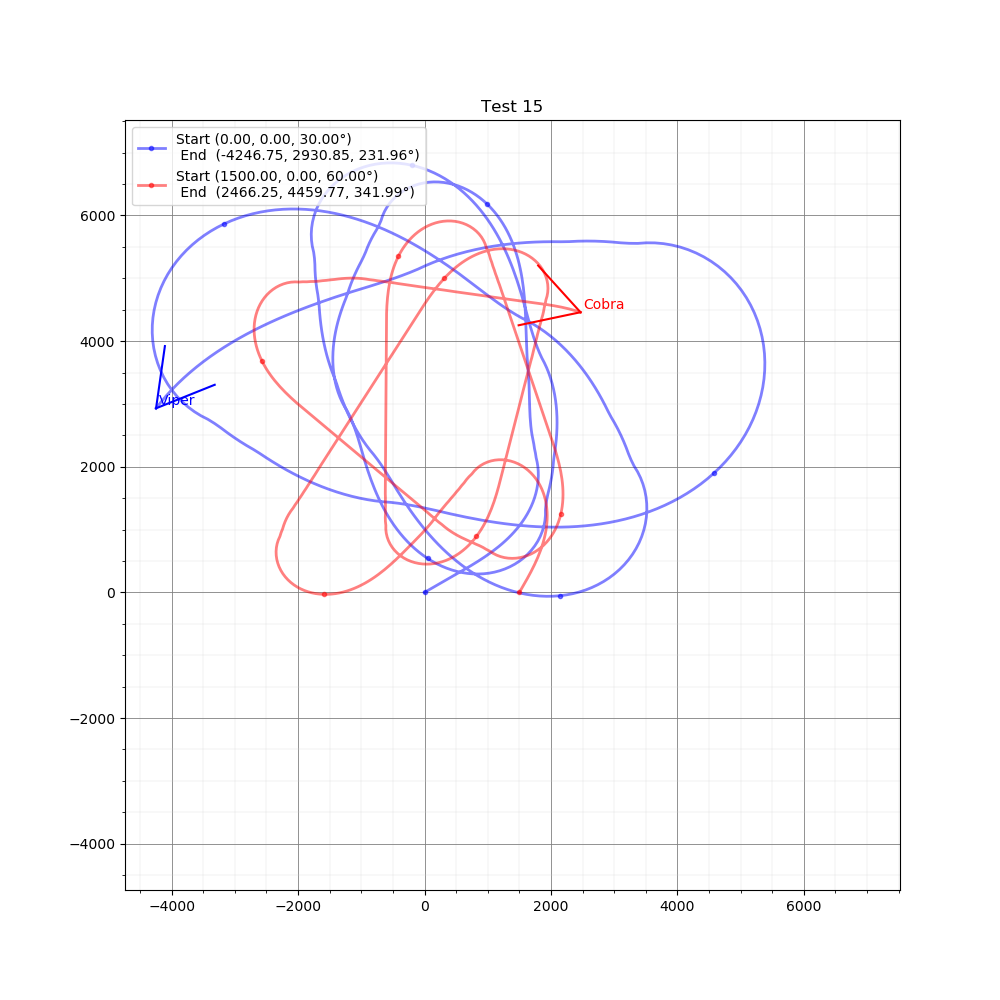 Test 15
Start (0.00, 0.00, 30.00°)
End (-4246.75, 2930.85, 231.96°)
Start (1500.00, 0.00, 60.00°)
End (2466.25, 4459.77, 341.99°)
6000
4000
2000
0
−2000
−4000
Cobra
Viper
−4000 −2000 0 2000 4000 6000